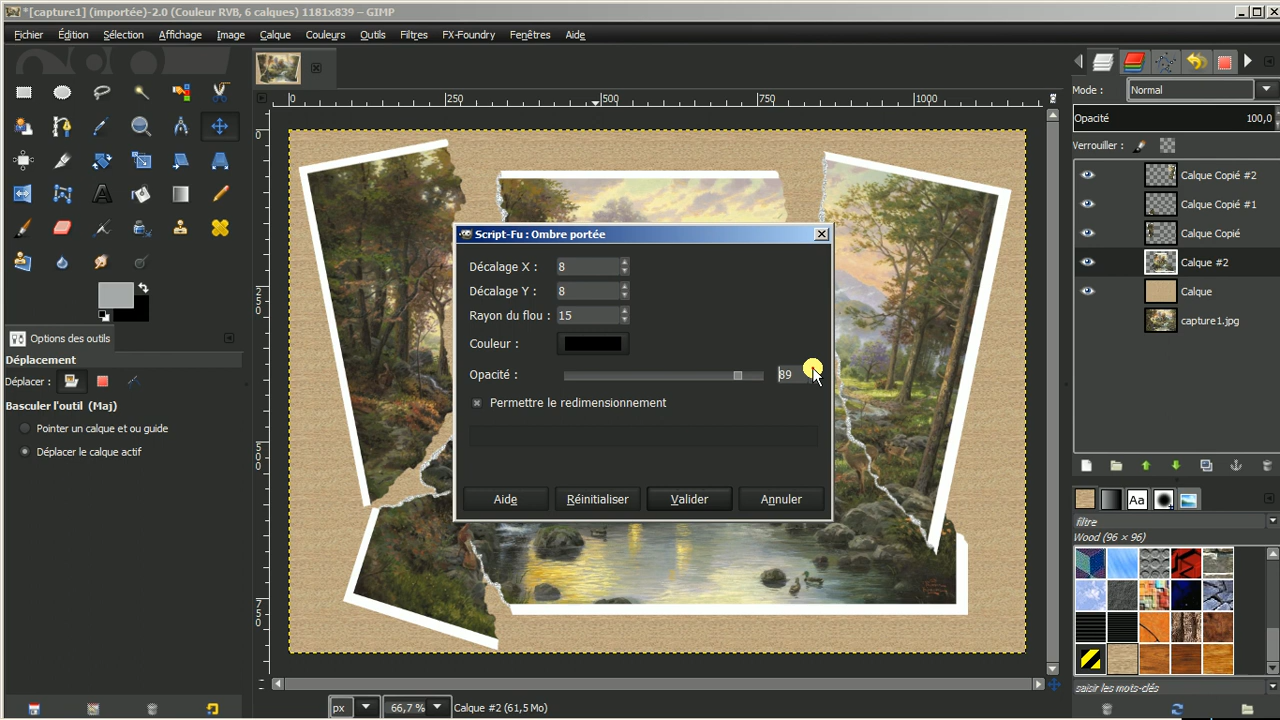 *[capture1] (importée)-2.0 (Couleur RVB, 6 calques) 1181x839 – GIMP
Fichier Édition Sélection Affichage Image Calque Couleurs Outils Filtres FX-Foundry Fenêtres Aide
Mode : Normal
0 250 500 750 1000
Opacité 100,0
0
250
500
750
Verrouiller :
Calque Copié #2
Calque Copié #1
Calque Copié
Calque #2
Calque
capture1.jpg
Script-Fu : Ombre portée
Décalage X : 8
Décalage Y : 8
Rayon du flou : 15
Couleur :
Opacité : 89
Permettre le redimensionnement
Aide Réinitialiser Valider Annuler
Options des outils
Déplacement
Déplacer :
Basculer l'outil (Maj)
Pointer un calque et ou guide
Déplacer le calque actif
Aa
filtre
Wood (96 × 96)
saisir les mots-clés
px 66,7 % Calque #2 (61,5 Mo)